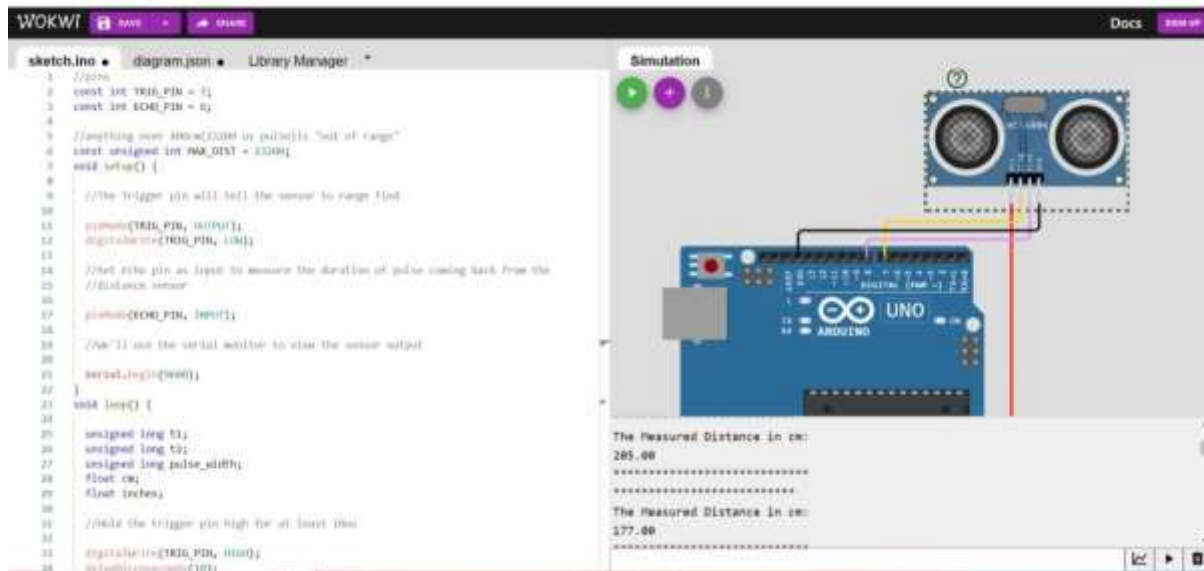 WOKWI SAVE SHARE Docs SIGN UP
sketch.ino diagram.json Library Manager
Simulation
//pins
const int TRIG_PIN = 7;
const int ECHO_PIN = 8;
//anything over "out of range"
const unsigned int MAX_DIST = 23200;
void setup() {
//The Trigger pin will tell the sensor to range find
pinMode(TRIG_PIN, OUTPUT);
digitalWrite(TRIG_PIN, LOW);
//Set Echo pin as input to measure the duration of pulse coming back from the
//distance sensor
pinMode(ECHO_PIN, INPUT);
//We'll use the serial monitor to view the sensor output
Serial.begin(9600);
}
void loop() {
unsigned long t1;
unsigned long t2;
unsigned long pulse_width;
float cm;
float inches;
//Hold the trigger pin high for at least 10us
digitalWrite(TRIG_PIN, HIGH);
HC-SR04
DIGITAL (PWM ~)
UNO
ARDUINO
The Measured Distance in cm:
205.00
*****************************
***************************
The Measured Distance in cm:
177.00
*****************************